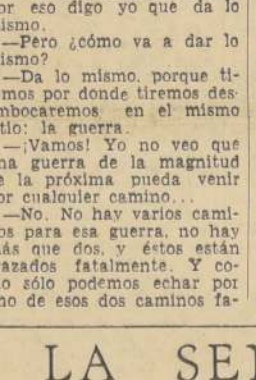 or eso digo yo que da lo
ismo.
—Pero ¿cómo va a dar lo
ismo?
—Da lo mismo, porque ti-
mos por donde tiremos des-
mbocaremos en el mismo
tio: la guerra.
—¡Vamos! Yo no veo que
na guerra de la magnitud
e la próxima pueda venir
or cualquier camino...
—No. No hay varios cami-
os para esa guerra, no hay
ás que dos, y éstos están
azados fatalmente. Y co-
o sólo podemos echar por
no de esos dos caminos fa-
LA SE